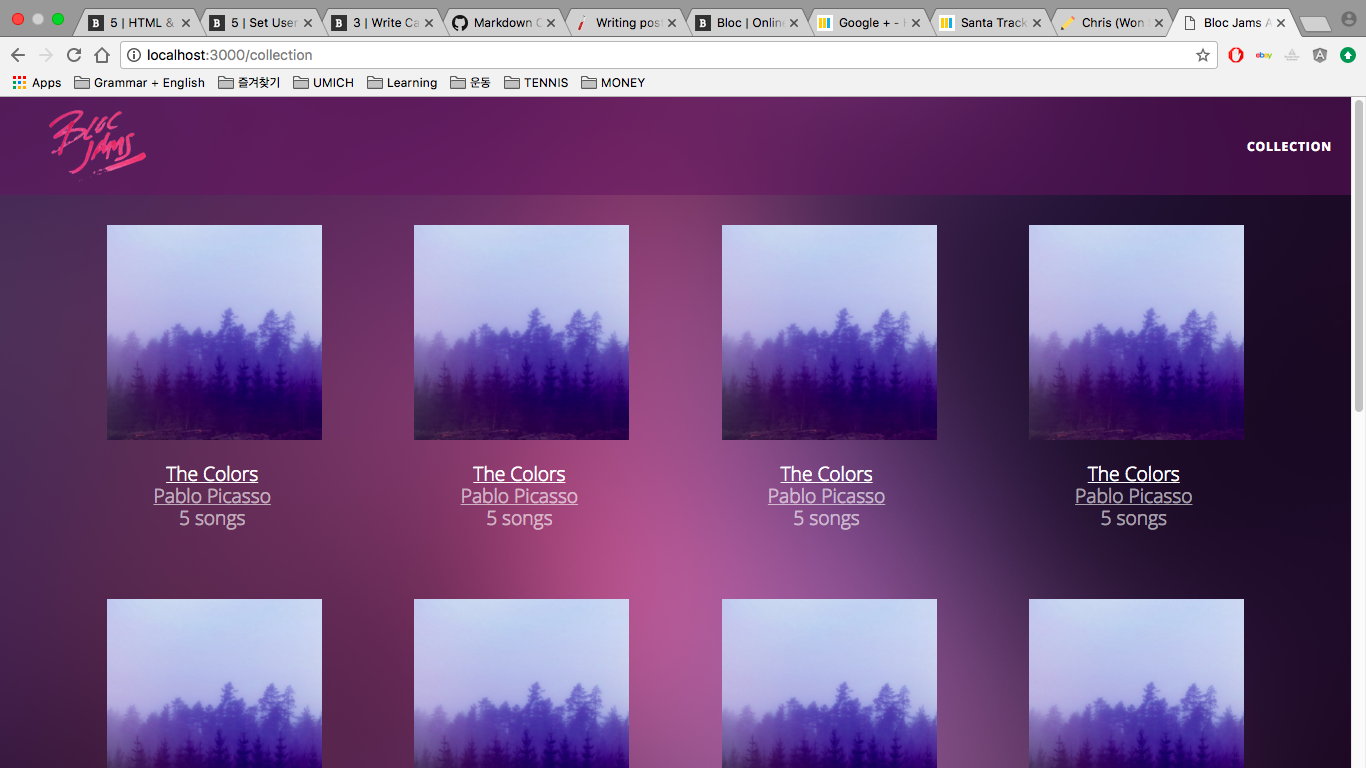 5 | HTML &
5 | Set User
3 | Write Ca
Markdown
Writing pos
Bloc | Onlin
Google + -
Santa Track
Chris (Won
Bloc Jams
localhost:3000/collection
Apps
Grammar + English
즐겨찾기
UMICH
Learning
운동
TENNIS
MONEY
BLOC
JAMS
COLLECTION
The Colors
Pablo Picasso
5 songs
The Colors
Pablo Picasso
5 songs
The Colors
Pablo Picasso
5 songs
The Colors
Pablo Picasso
5 songs